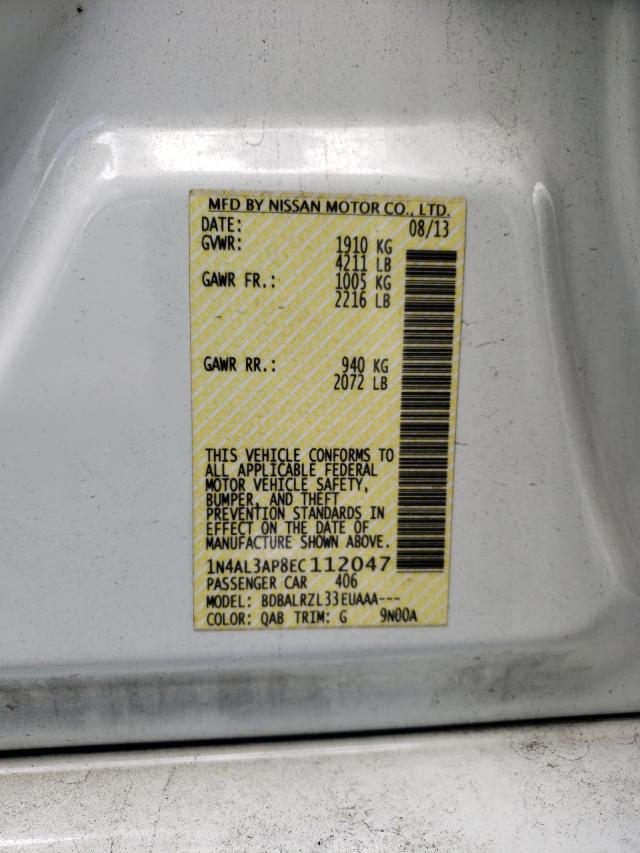 MFD BY NISSAN MOTOR CO., LTD.
DATE: 08/13
GVWR: 1910 KG
4211 LB
GAWR FR.: 1005 KG
2216 LB
GAWR RR.: 940 KG
2072 LB
THIS VEHICLE CONFORMS TO
ALL APPLICABLE FEDERAL
MOTOR VEHICLE SAFETY,
BUMPER, AND THEFT
PREVENTION STANDARDS IN
EFFECT ON THE DATE OF
MANUFACTURE SHOWN ABOVE.
1N4AL3AP8EC112047
PASSENGER CAR 406
MODEL: BDBALRZL33EUAAA---
COLOR: QAB TRIM: G 9N00A